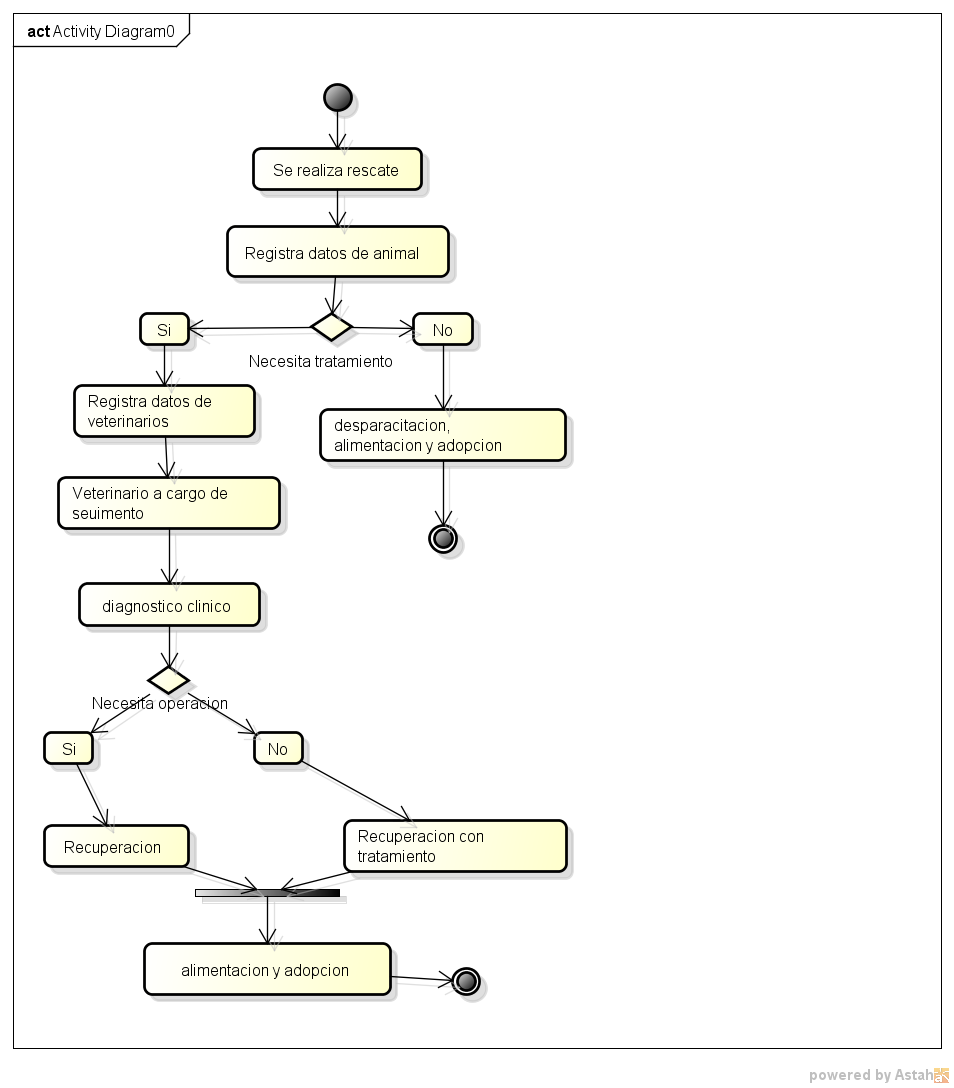 act Activity Diagram0
Se realiza rescate
Registra datos de animal
Si
No
Necesita tratamiento
Registra datos de
veterinarios
desparacitacion,
alimentacion y adopcion
Veterinario a cargo de
seuimento
diagnostico clinico
Necesita operacion
Si
No
Recuperacion
Recuperacion con
tratamiento
alimentacion y adopcion
powered by Astah